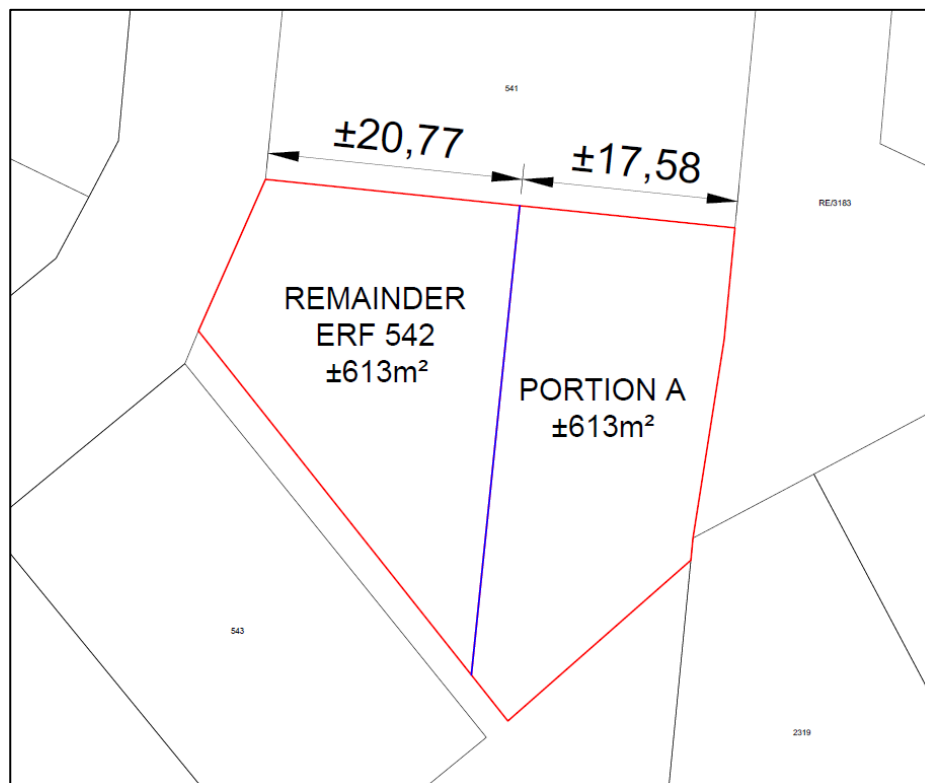 541
±20,77
±17,58
RE/3183
REMAINDER
ERF 542
±613m²
PORTION A
±613m²
543
2319